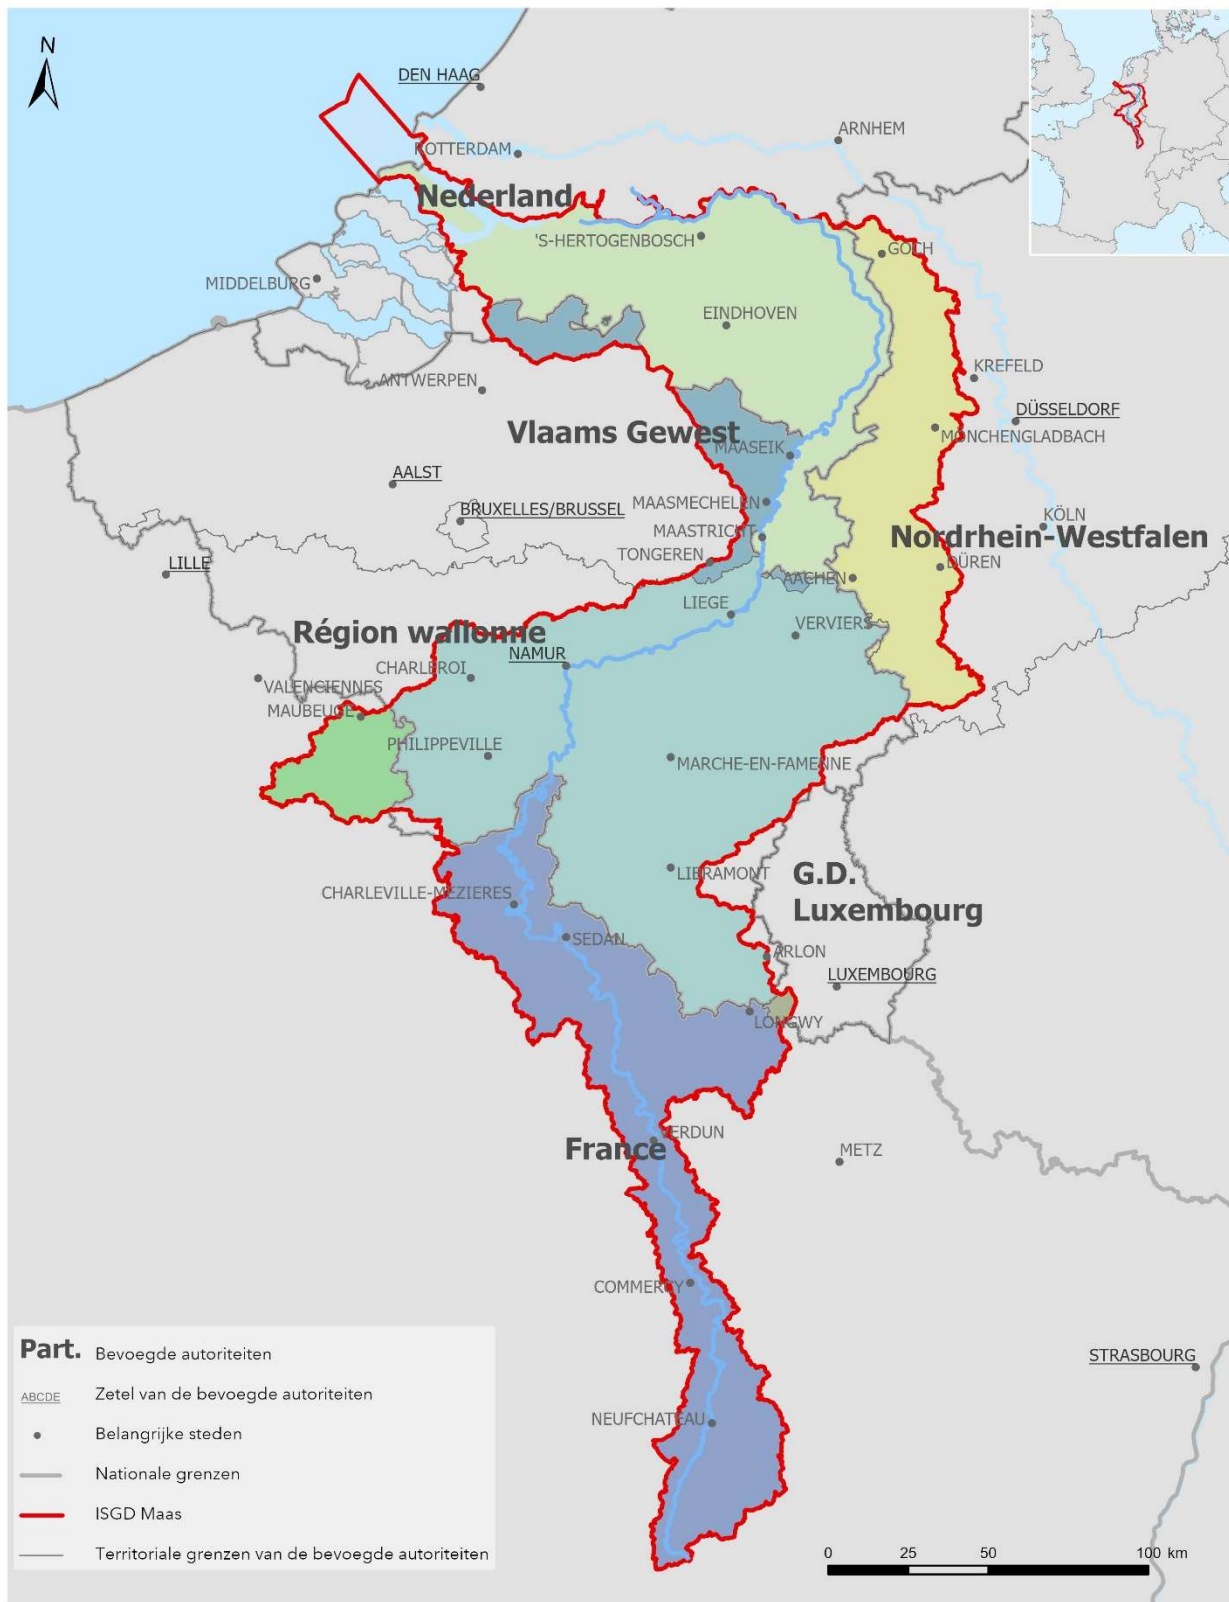 N
DEN HAAG
ARNHEM
ROTTERDAM
Nederland
'S-HERTOGENBOSCH
GOCH
MIDDELBURG
EINDHOVEN
KREFELD
ANTWERPEN
DÜSSELDORF
Vlaams Gewest
MÖNCHENGLADBACH
MAASEIK
AALST
BRUXELLES/BRUSSEL
MAASMECHELEN
KÖLN
MAASTRICHT
Nordrhein-Westfalen
TONGEREN
LILLE
AACHEN
DÜREN
LIEGE
Région wallonne
VERVIERS
NAMUR
CHARLEROI
VALENCIENNES
MAUBEUGE
PHILIPPEVILLE
MARCHE-EN-FAMENNE
LIBRAMONT
G.D.
Luxembourg
CHARLEVILLE-MEZIERES
SEDAN
ARLON
LUXEMBOURG
LONGWY
VERDUN
France
METZ
COMMERCY
STRASBOURG
NEUFCHATEAU
Part. Bevoegde autoriteiten
ABCDE Zetel van de bevoegde autoriteiten
Belangrijke steden
Nationale grenzen
ISGD Maas
Territoriale grenzen van de bevoegde autoriteiten
0 25 50 100 km